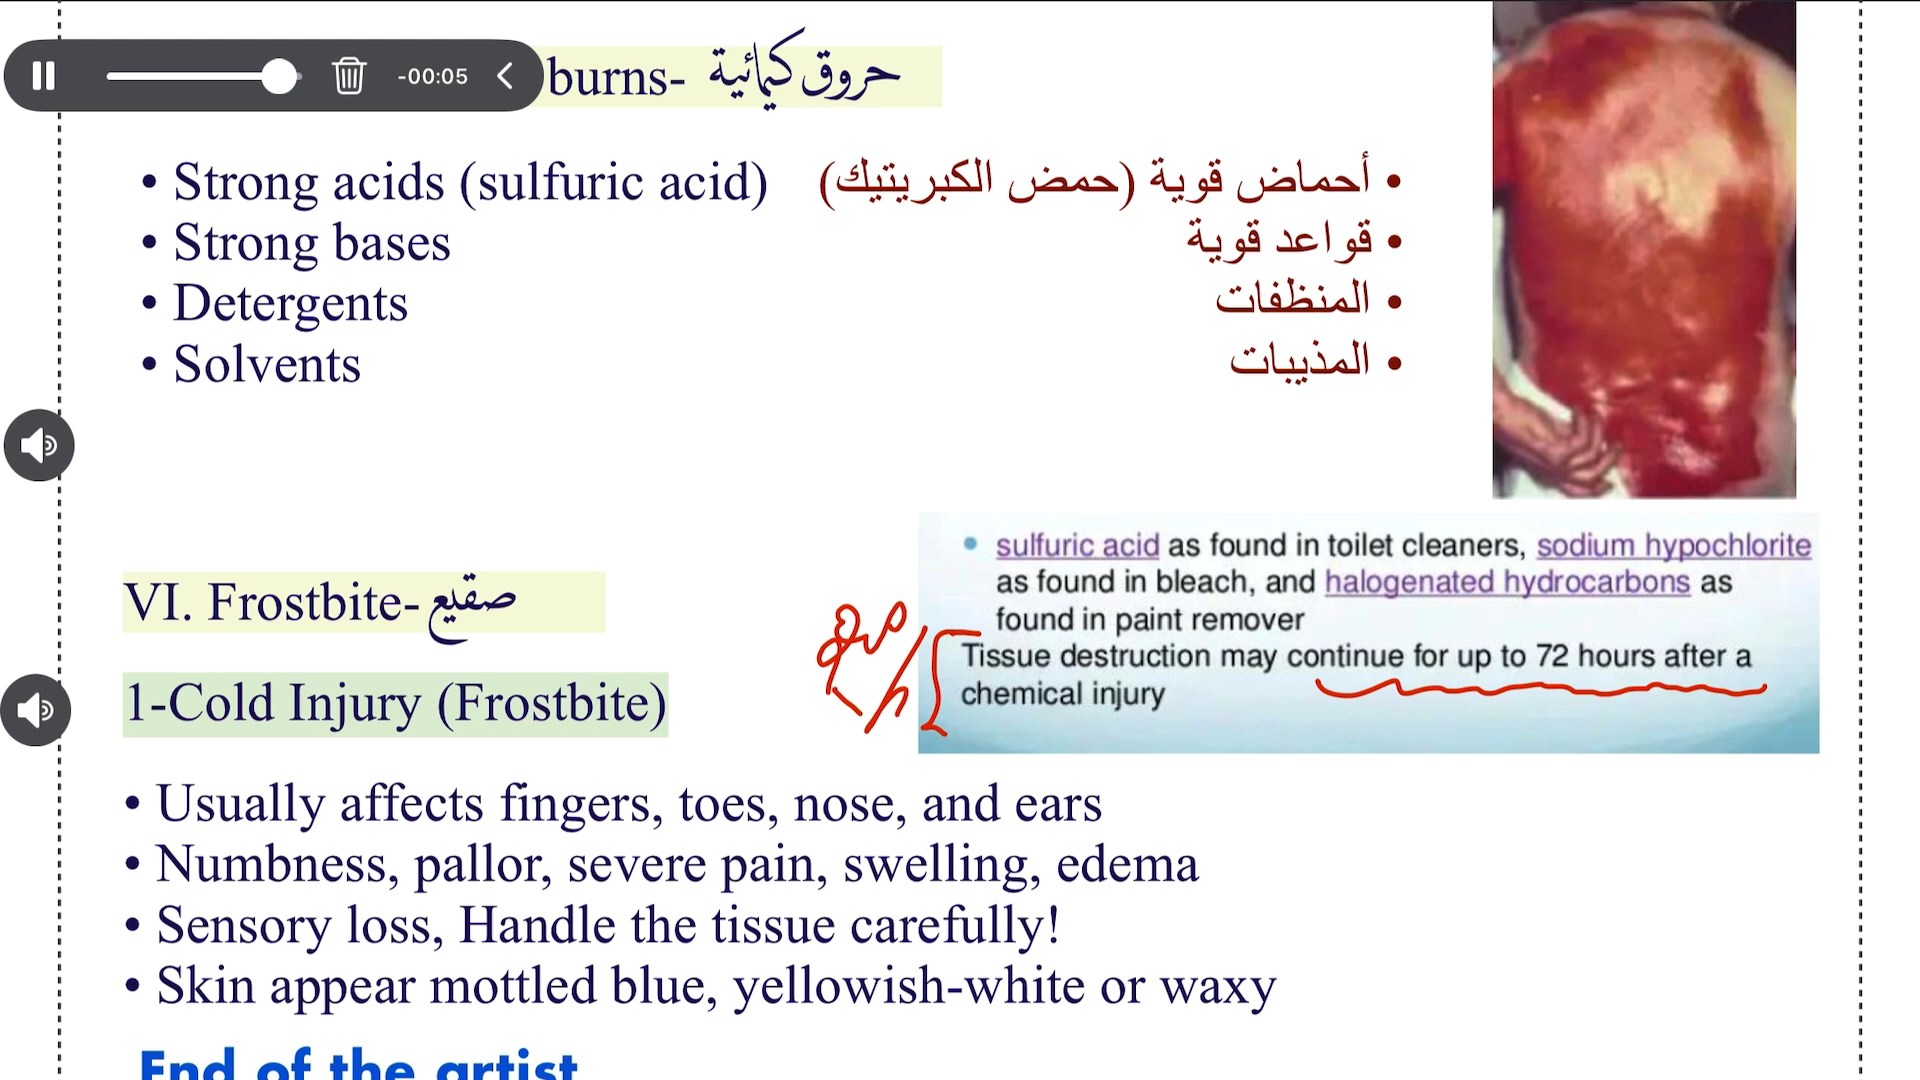 -00:05
burns- حروق كيمائية
• Strong acids (sulfuric acid)
• Strong bases
• Detergents
• Solvents
• أحماض قوية (حمض الكبريتيك)
• قواعد قوية
• المنظفات
• المذيبات
• sulfuric acid as found in toilet cleaners, sodium hypochlorite
as found in bleach, and halogenated hydrocarbons as
found in paint remover
Tissue destruction may continue for up to 72 hours after a
chemical injury
VI. Frostbite- صقيع
1-Cold Injury (Frostbite)
• Usually affects fingers, toes, nose, and ears
• Numbness, pallor, severe pain, swelling, edema
• Sensory loss, Handle the tissue carefully!
• Skin appear mottled blue, yellowish-white or waxy
End of the artist